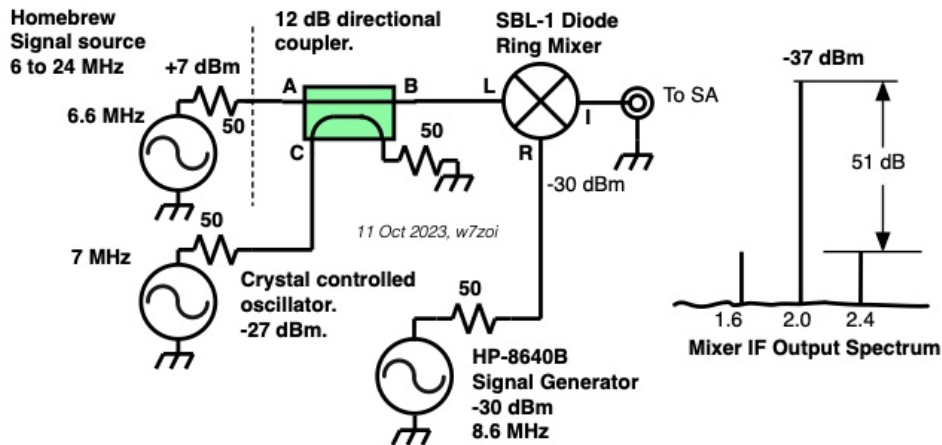 Homebrew
Signal source
6 to 24 MHz
+7 dBm
6.6 MHz
50
12 dB directional
coupler.
A
B
C
50
SBL-1 Diode
Ring Mixer
L
I
R
To SA
-30 dBm
11 Oct 2023, w7zoi
50
7 MHz
Crystal controlled
oscillator.
-27 dBm.
50
HP-8640B
Signal Generator
-30 dBm
8.6 MHz
-37 dBm
51 dB
1.6
2.0
2.4
Mixer IF Output Spectrum